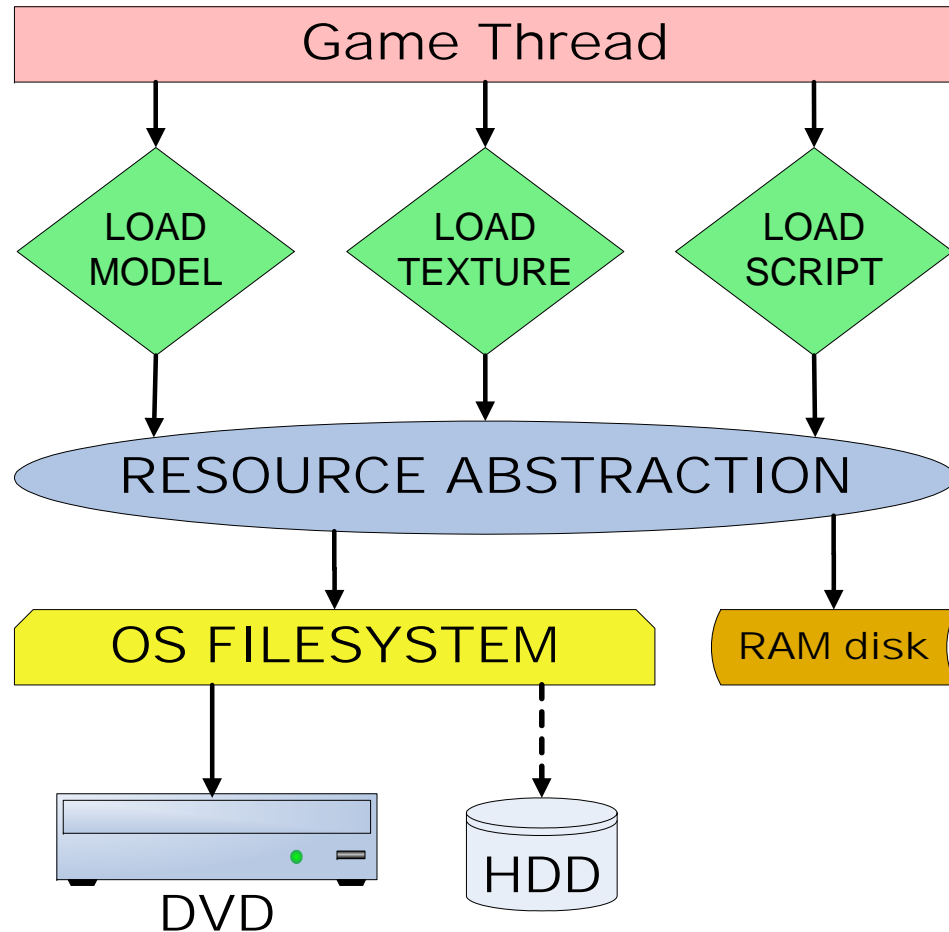 Game Thread
LOAD
MODEL
LOAD
TEXTURE
LOAD
SCRIPT
RESOURCE ABSTRACTION
OS FILESYSTEM
RAM disk
DVD
HDD